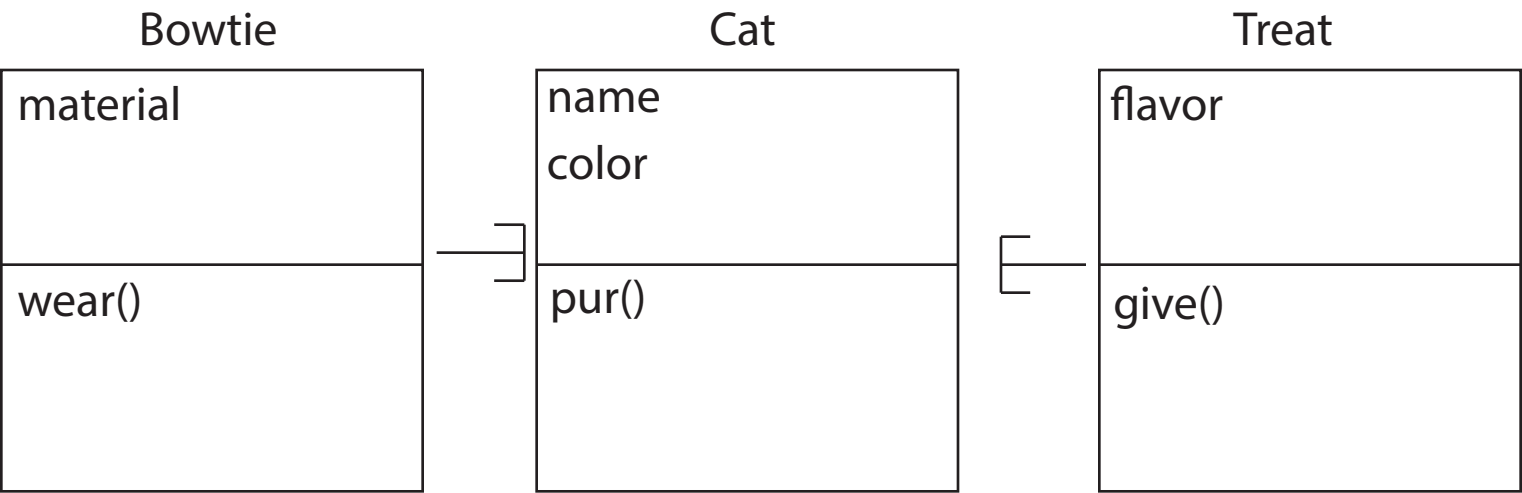 Bowtie
material
wear()
Cat
name
color
pur()
Treat
flavor
give()